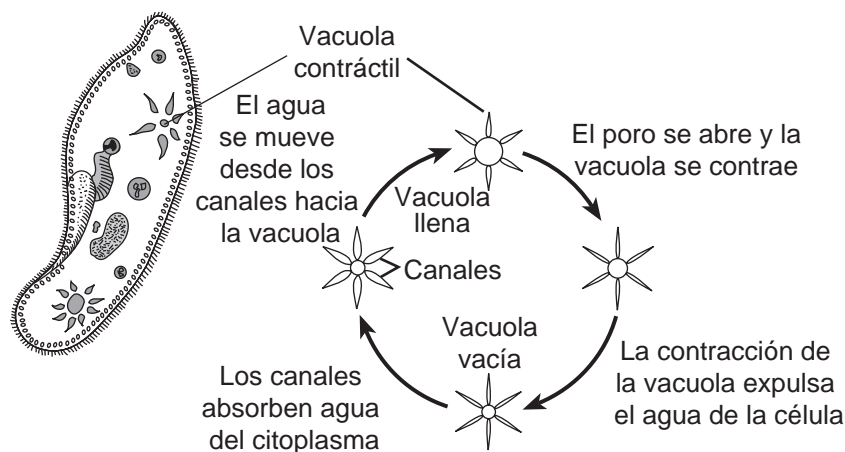 Vacuola
contráctil
El agua
se mueve
desde los
canales hacia
la vacuola
Vacuola
llena
El poro se abre y la
vacuola se contrae
Canales
Vacuola
vacía
La contracción de
la vacuola expulsa
el agua de la célula
Los canales
absorben agua
del citoplasma